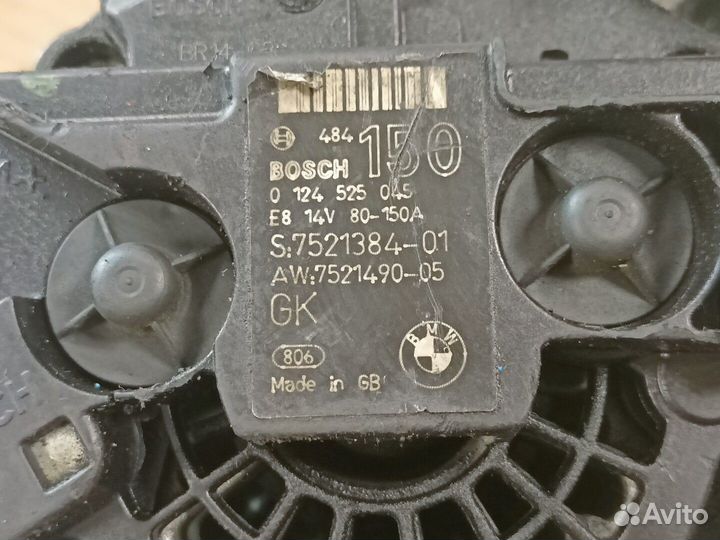 484 150
BOSCH
0 124 525 045
E8 14V 80-150A
S:7521384-01
AW:7521490-05
GK
BMW
806
Made in GB
Avito